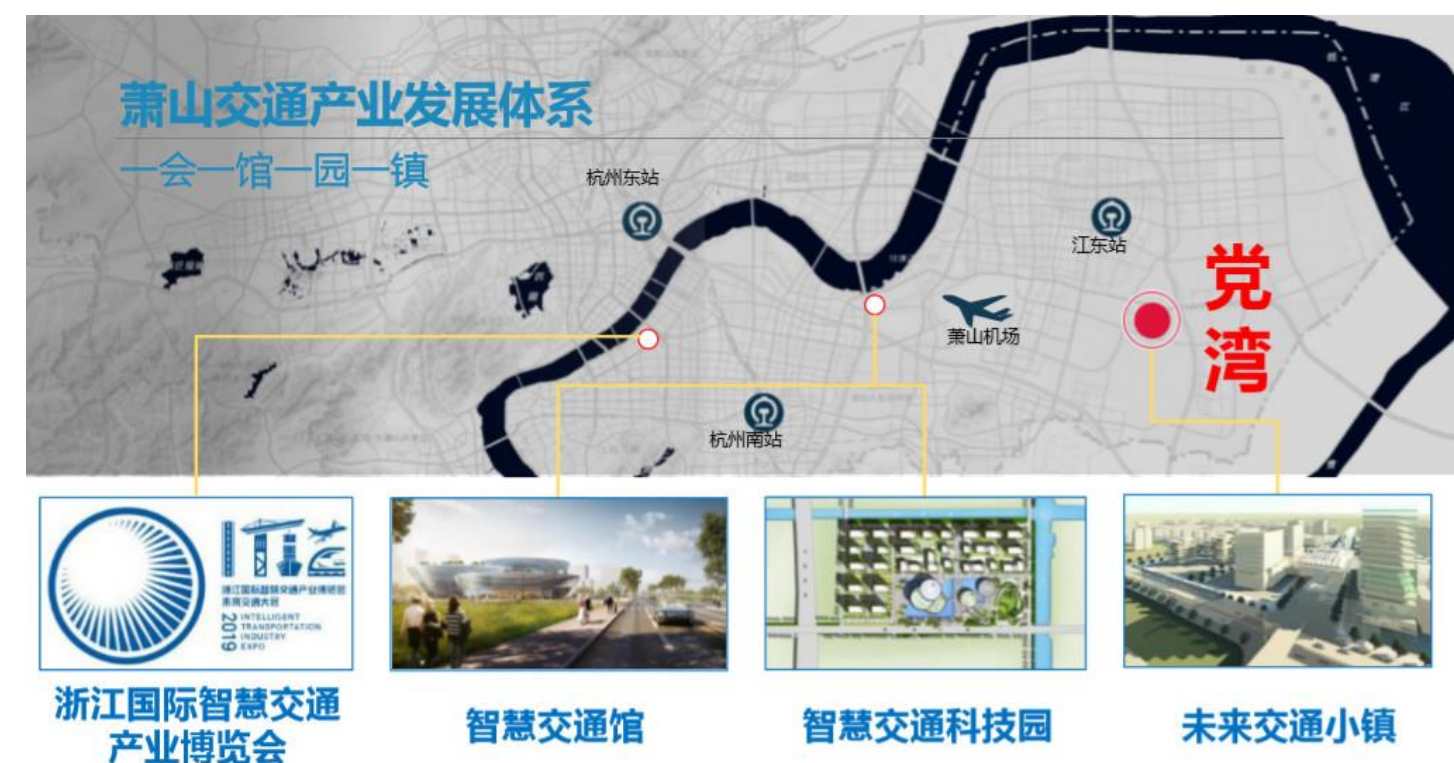 萧山交通产业发展体系
一会一馆一园一镇
杭州东站
江东站
党湾
萧山机场
杭州南站
浙江国际智慧交通产业博览会
未来交通大会
2019
INTELLIGENT
TRANSPORTATION
INDUSTRY
EXPO
浙江国际智慧交通
产业博览会
智慧交通馆
智慧交通科技园
未来交通小镇